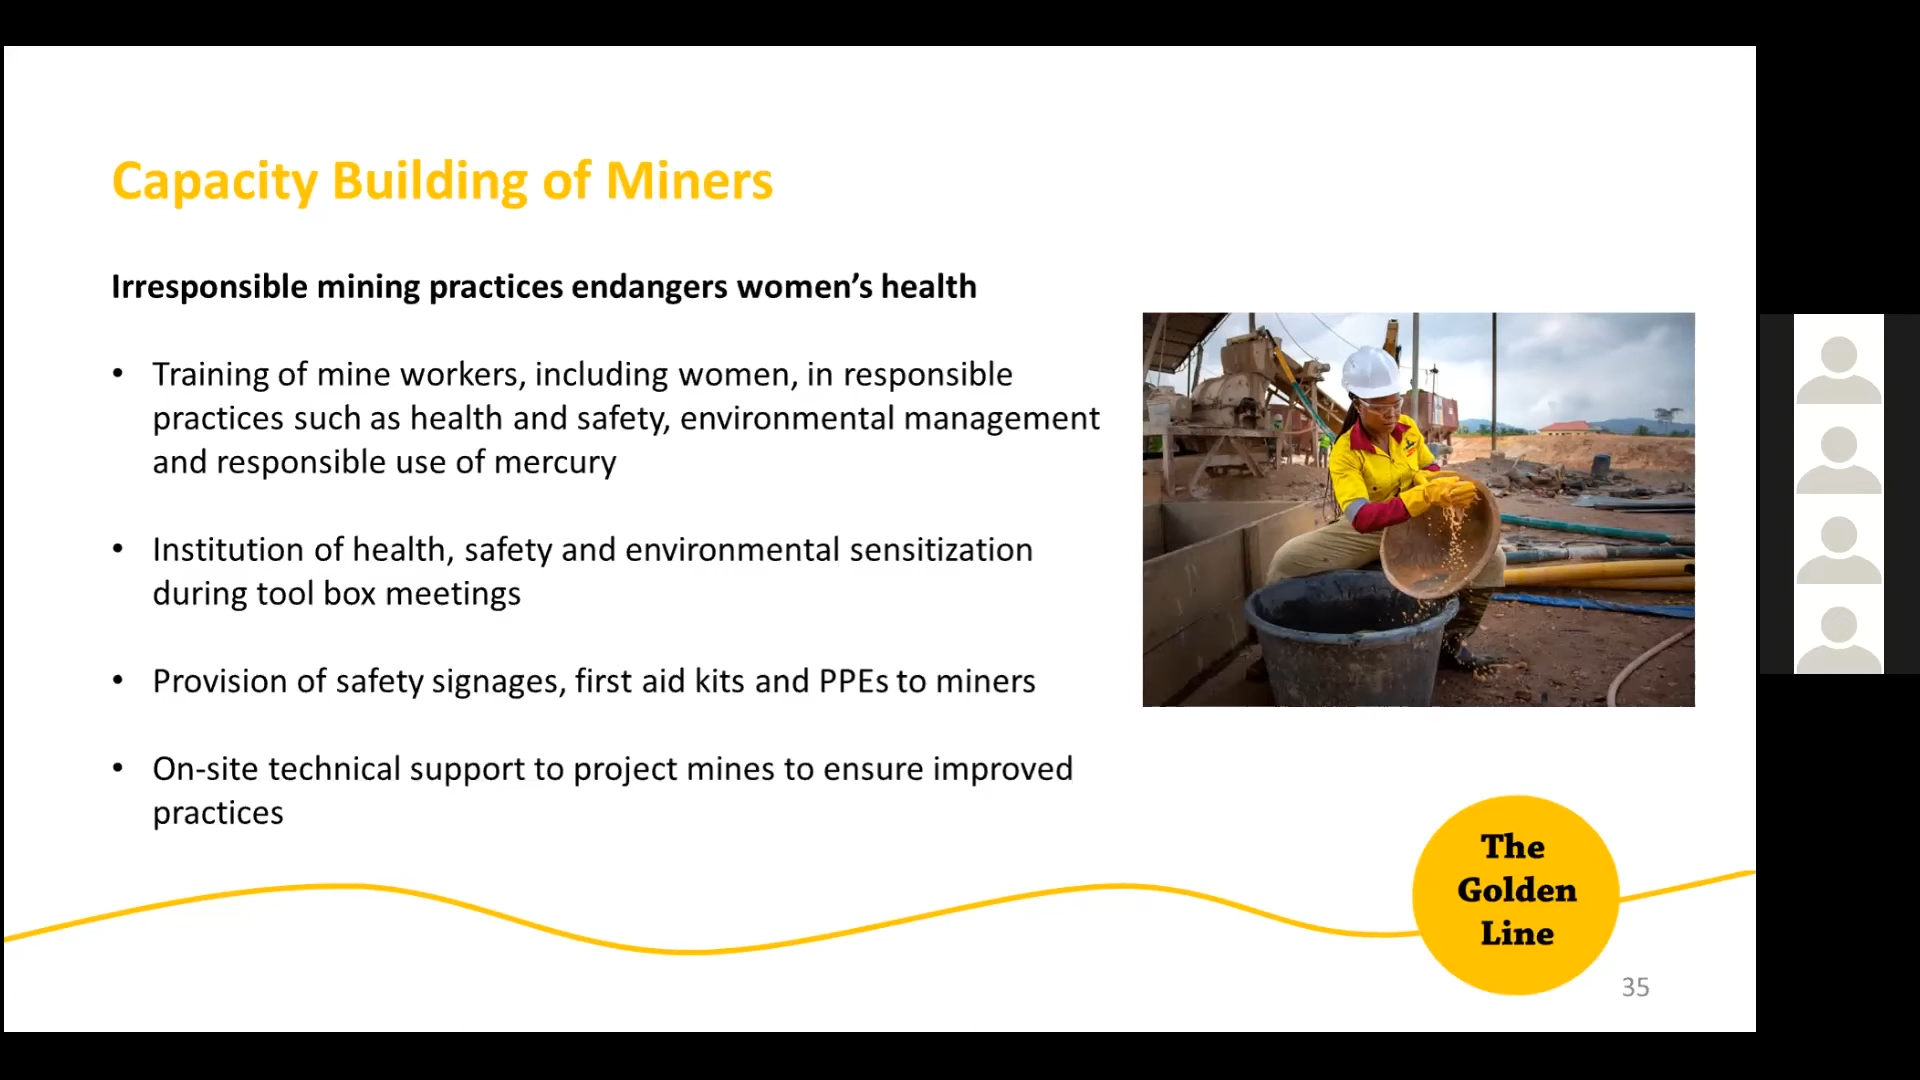 Capacity Building of Miners
Irresponsible mining practices endangers women’s health
• Training of mine workers, including women, in responsible
practices such as health and safety, environmental management
and responsible use of mercury
• Institution of health, safety and environmental sensitization
during tool box meetings
• Provision of safety signages, first aid kits and PPEs to miners
• On-site technical support to project mines to ensure improved
practices
The
Golden
Line
35